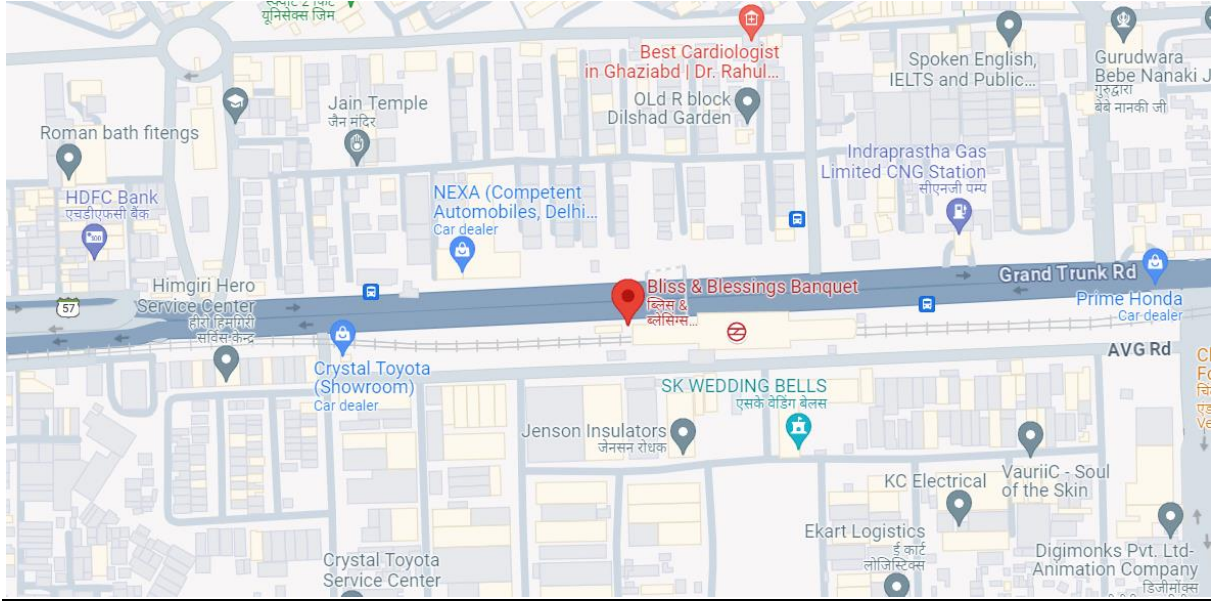 यूनिसेक्स जिम
Best Cardiologist
in Ghaziabd | Dr. Rahul...
Spoken English,
IELTS and Public...
Gurudwara
Bebe Nanaki J
गुरुद्वारा
बेबे नानकी जी
Jain Temple
जैन मंदिर
OLd R block
Dilshad Garden
Roman bath fitengs
Indraprastha Gas
Limited CNG Station
सीएनजी पम्प
HDFC Bank
एचडीएफसी बैंक
NEXA (Competent
Automobiles, Delhi...
Car dealer
Grand Trunk Rd
Himgiri Hero
Service Center
हीरो हिमगिरी
सर्विस केन्द्र
57
Bliss & Blessings Banquet
ब्लिस &
ब्लेसिंग्स...
Prime Honda
Car dealer
AVG Rd
Crystal Toyota
(Showroom)
Car dealer
SK WEDDING BELLS
एसके वेडिंग बेलस
Jenson Insulators
जेनसन रोधक
KC Electrical
VauriiC - Soul
of the Skin
Ekart Logistics
ई कार्ट
लोजिस्टिक्स
Digimonks Pvt. Ltd-
Animation Company
डिजीमोंक्स
Crystal Toyota
Service Center